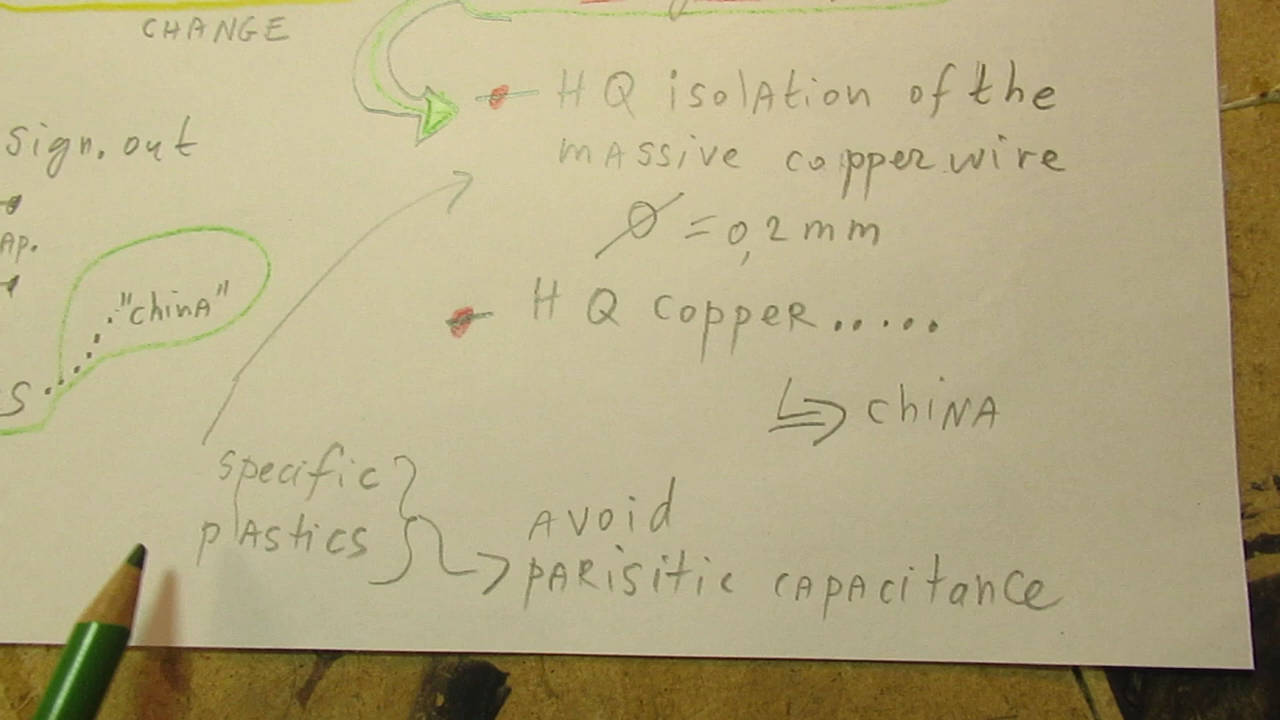 CHANGE
HQ isolAtion of the
mASSive copper wire
Ø = 0,2 mm
Sign. out
AP.
"chinA"
HQ copper.....
S
chiNA
specific
plAstics
AVOid
pARisitic cApAcitance